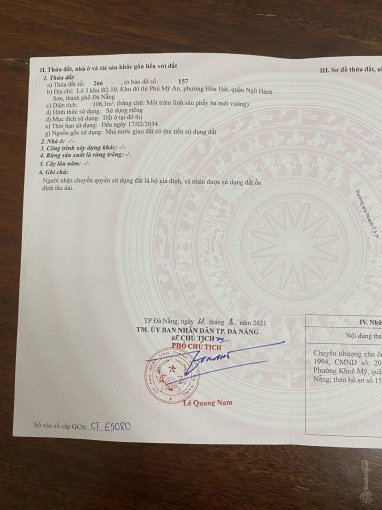 II. Thửa đất, nhà ở và tài sản khác gắn liền với đất
1. Thửa đất:
a) Thửa đất số: 266 , tờ bản đồ số: 157
b) Địa chỉ: Lô 3 khu B2-10, Khu đô thị Phú Mỹ An, phường Hòa Hải, quận Ngũ Hành
Sơn, thành phố Đà Nẵng
c) Diện tích: 106,1m², (bằng chữ: Một trăm linh sáu phẩy ba mét vuông)
d) Hình thức sử dụng: Sử dụng riêng
đ) Mục đích sử dụng: Đất ở tại đô thị
e) Thời hạn sử dụng: Đến ngày 17/02/2054
g) Nguồn gốc sử dụng: Nhà nước giao đất có thu tiền sử dụng đất
2. Nhà ở: -/-
3. Công trình xây dựng khác: -/-
4. Rừng sản xuất là rừng trồng: -/-
5. Cây lâu năm: -/-
6. Ghi chú:
Người nhận chuyển quyền sử dụng đất là hộ gia đình, cá nhân được sử dụng đất ổn
định lâu dài.
TP Đà Nẵng, ngày 31 tháng 8 năm 2021
TM. ỦY BAN NHÂN DÂN TP. ĐÀ NẴNG
CHỦ TỊCH
PHÓ CHỦ TỊCH
Lê Quang Nam
Số vào sổ cấp GCN: CT E5080
III. Sơ đồ thửa đất,
IV. Nhữ
Nội dung tha
Chuyển nhượng cho ôn
1994, CMND số: 20
Phường Khuê Mỹ, quậ
Nẵng; theo hồ sơ số 15